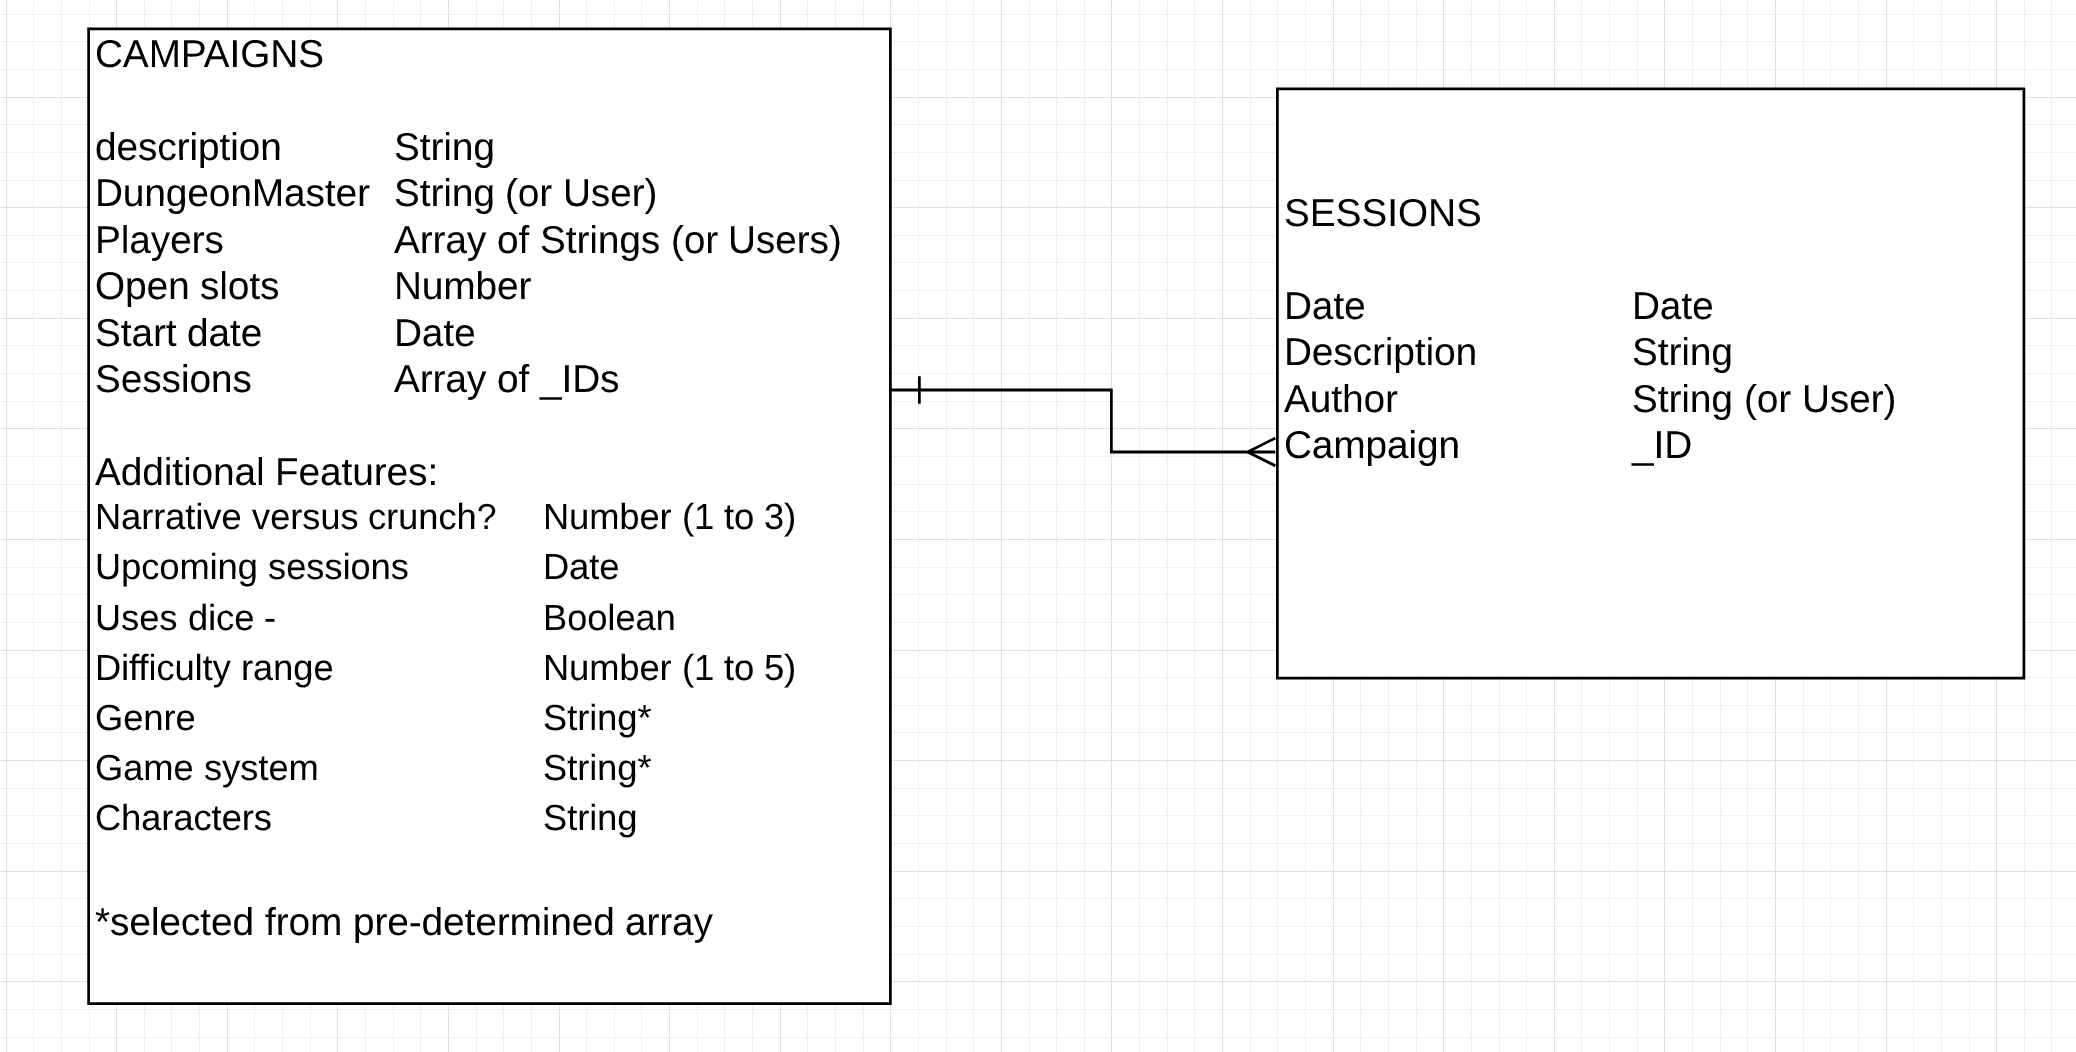 CAMPAIGNS
description String
DungeonMaster String (or User)
Players Array of Strings (or Users)
Open slots Number
Start date Date
Sessions Array of _IDs
Additional Features:
Narrative versus crunch? Number (1 to 3)
Upcoming sessions Date
Uses dice - Boolean
Difficulty range Number (1 to 5)
Genre String*
Game system String*
Characters String
*selected from pre-determined array
SESSIONS
Date Date
Description String
Author String (or User)
Campaign _ID